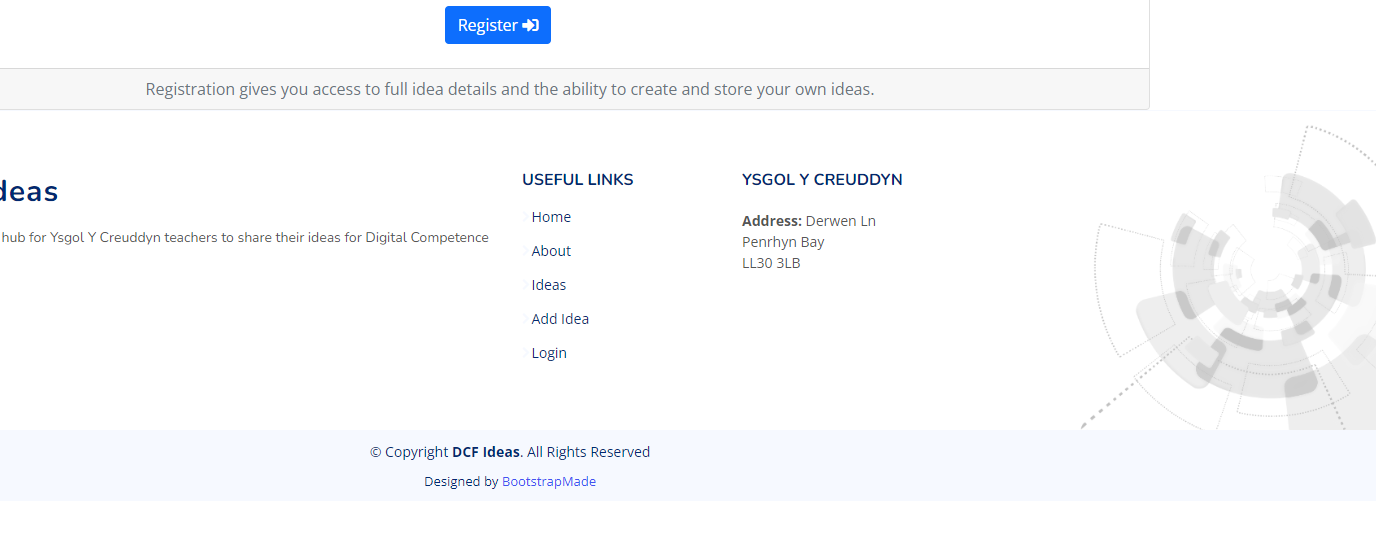 Register
Registration gives you access to full idea details and the ability to create and store your own ideas.
deas
hub for Ysgol Y Creuddyn teachers to share their ideas for Digital Competence
USEFUL LINKS
Home
About
Ideas
Add Idea
Login
YSGOL Y CREUDDYN
Address: Derwen Ln
Penrhyn Bay
LL30 3LB
© Copyright DCF Ideas. All Rights Reserved
Designed by BootstrapMade